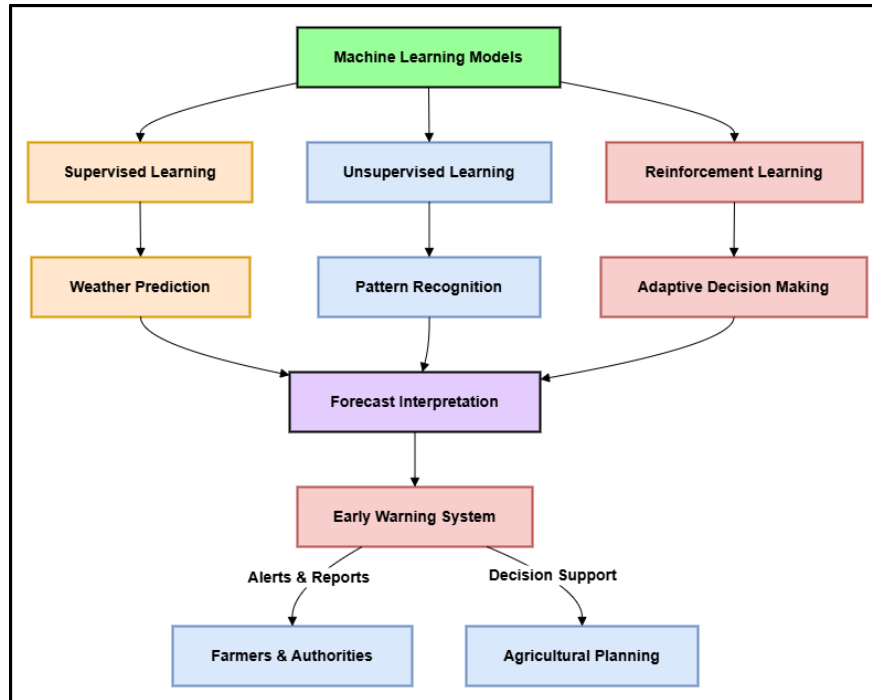 Machine Learning Models
Supervised Learning
Unsupervised Learning
Reinforcement Learning
Weather Prediction
Pattern Recognition
Adaptive Decision Making
Forecast Interpretation
Early Warning System
Alerts & Reports
Decision Support
Farmers & Authorities
Agricultural Planning